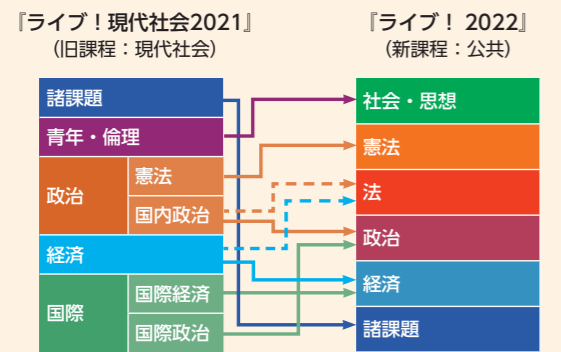 『ライブ！現代社会2021』
（旧課程：現代社会）
諸課題
青年・倫理
政治
憲法
国内政治
経済
国際
国際経済
国際政治
『ライブ！ 2022』
（新課程：公共）
社会・思想
憲法
法
政治
経済
諸課題